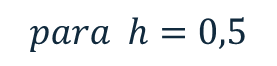 para h = 0,5